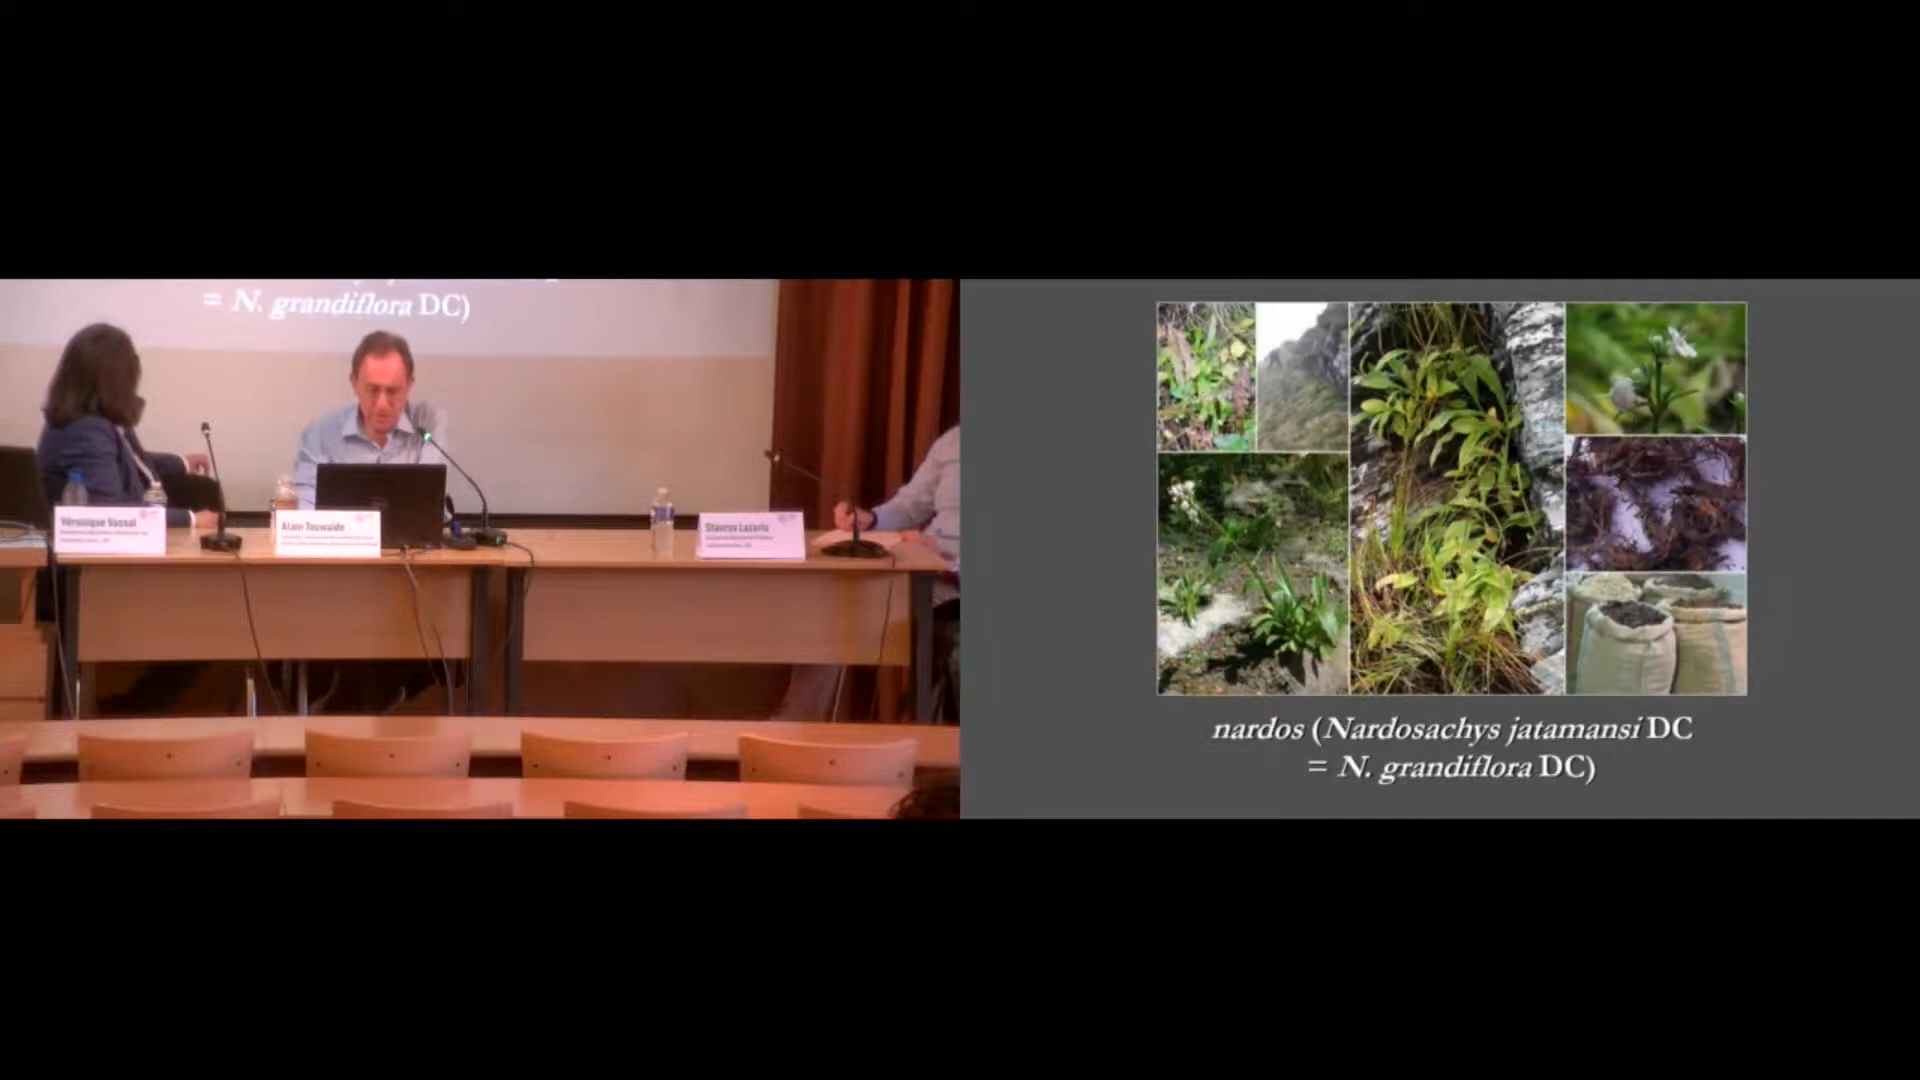 = N. grandiflora DC)
Véronique Vassal
Alain Touwaide
Stavros Lazaris
nardos (Nardosachys jatamansi DC
= N. grandiflora DC)